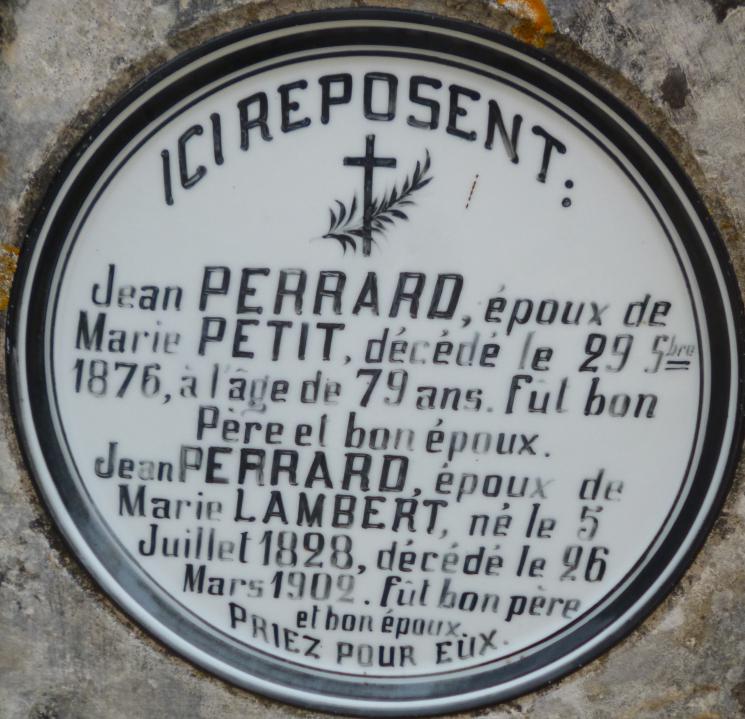 ICI REPOSENT:
Jean PERRARD, époux de
Marie PETIT, décédé le 29 5bre
1876, à l'âge de 79 ans. fût bon
Père et bon époux.
Jean PERRARD, époux de
Marie LAMBERT, né le 5
Juillet 1828, décédé le 26
Mars 1902. fût bon père
et bon époux.
PRIEZ POUR EUX.